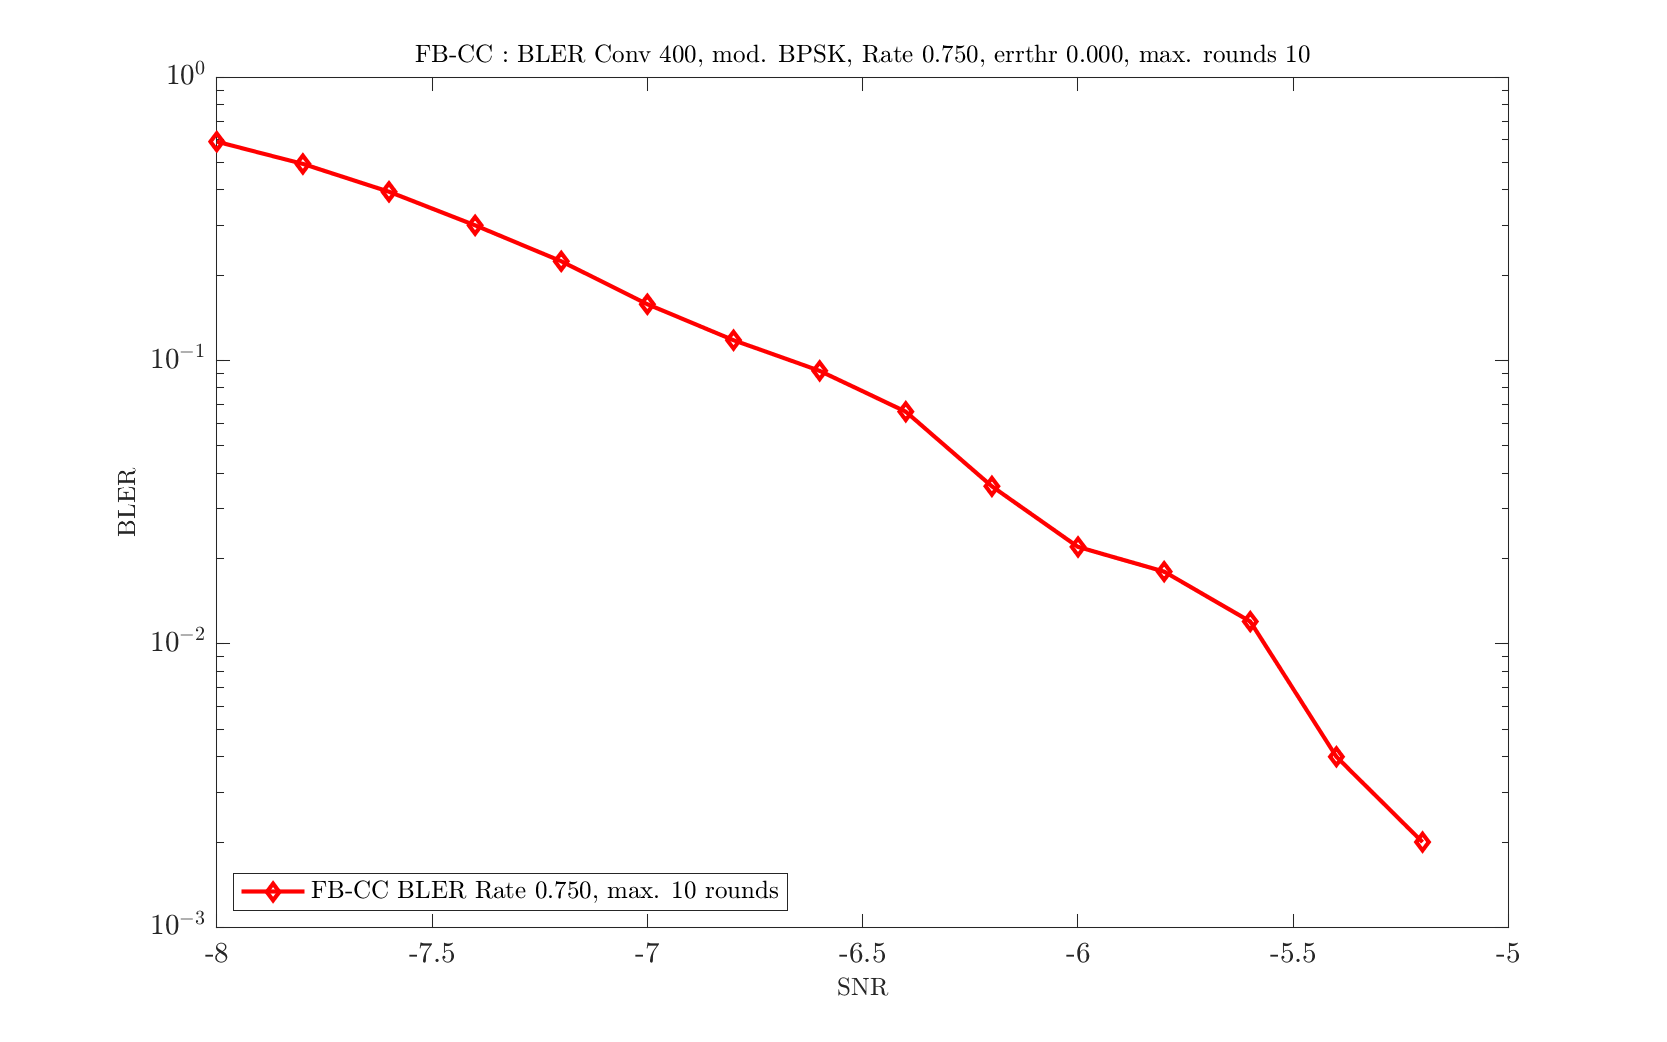 FB-CC : BLER Conv 400, mod. BPSK, Rate 0.750, errthr 0.000, max. rounds 10
10⁰
10⁻¹
10⁻²
10⁻³
BLER
FB-CC BLER Rate 0.750, max. 10 rounds
-8 -7.5 -7 -6.5 -6 -5.5 -5
SNR